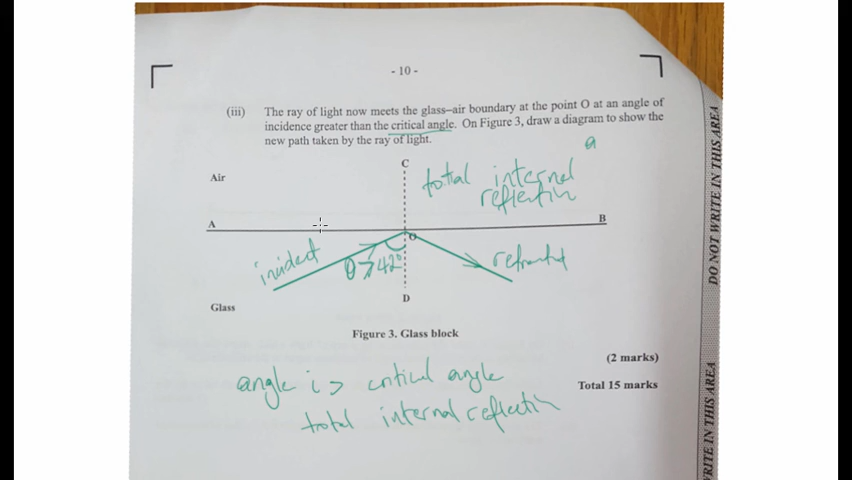 - 10 -
(iii) The ray of light now meets the glass–air boundary at the point O at an angle of
incidence greater than the critical angle. On Figure 3, draw a diagram to show the
new path taken by the ray of light.
a
C
Air
total internal
reflection
A
B
O
incident
θ > 42°
refracted
D
Glass
Figure 3. Glass block
(2 marks)
angle i > critical angle
Total 15 marks
total internal reflection
DO NOT WRITE IN THIS AREA
WRITE IN THIS AREA